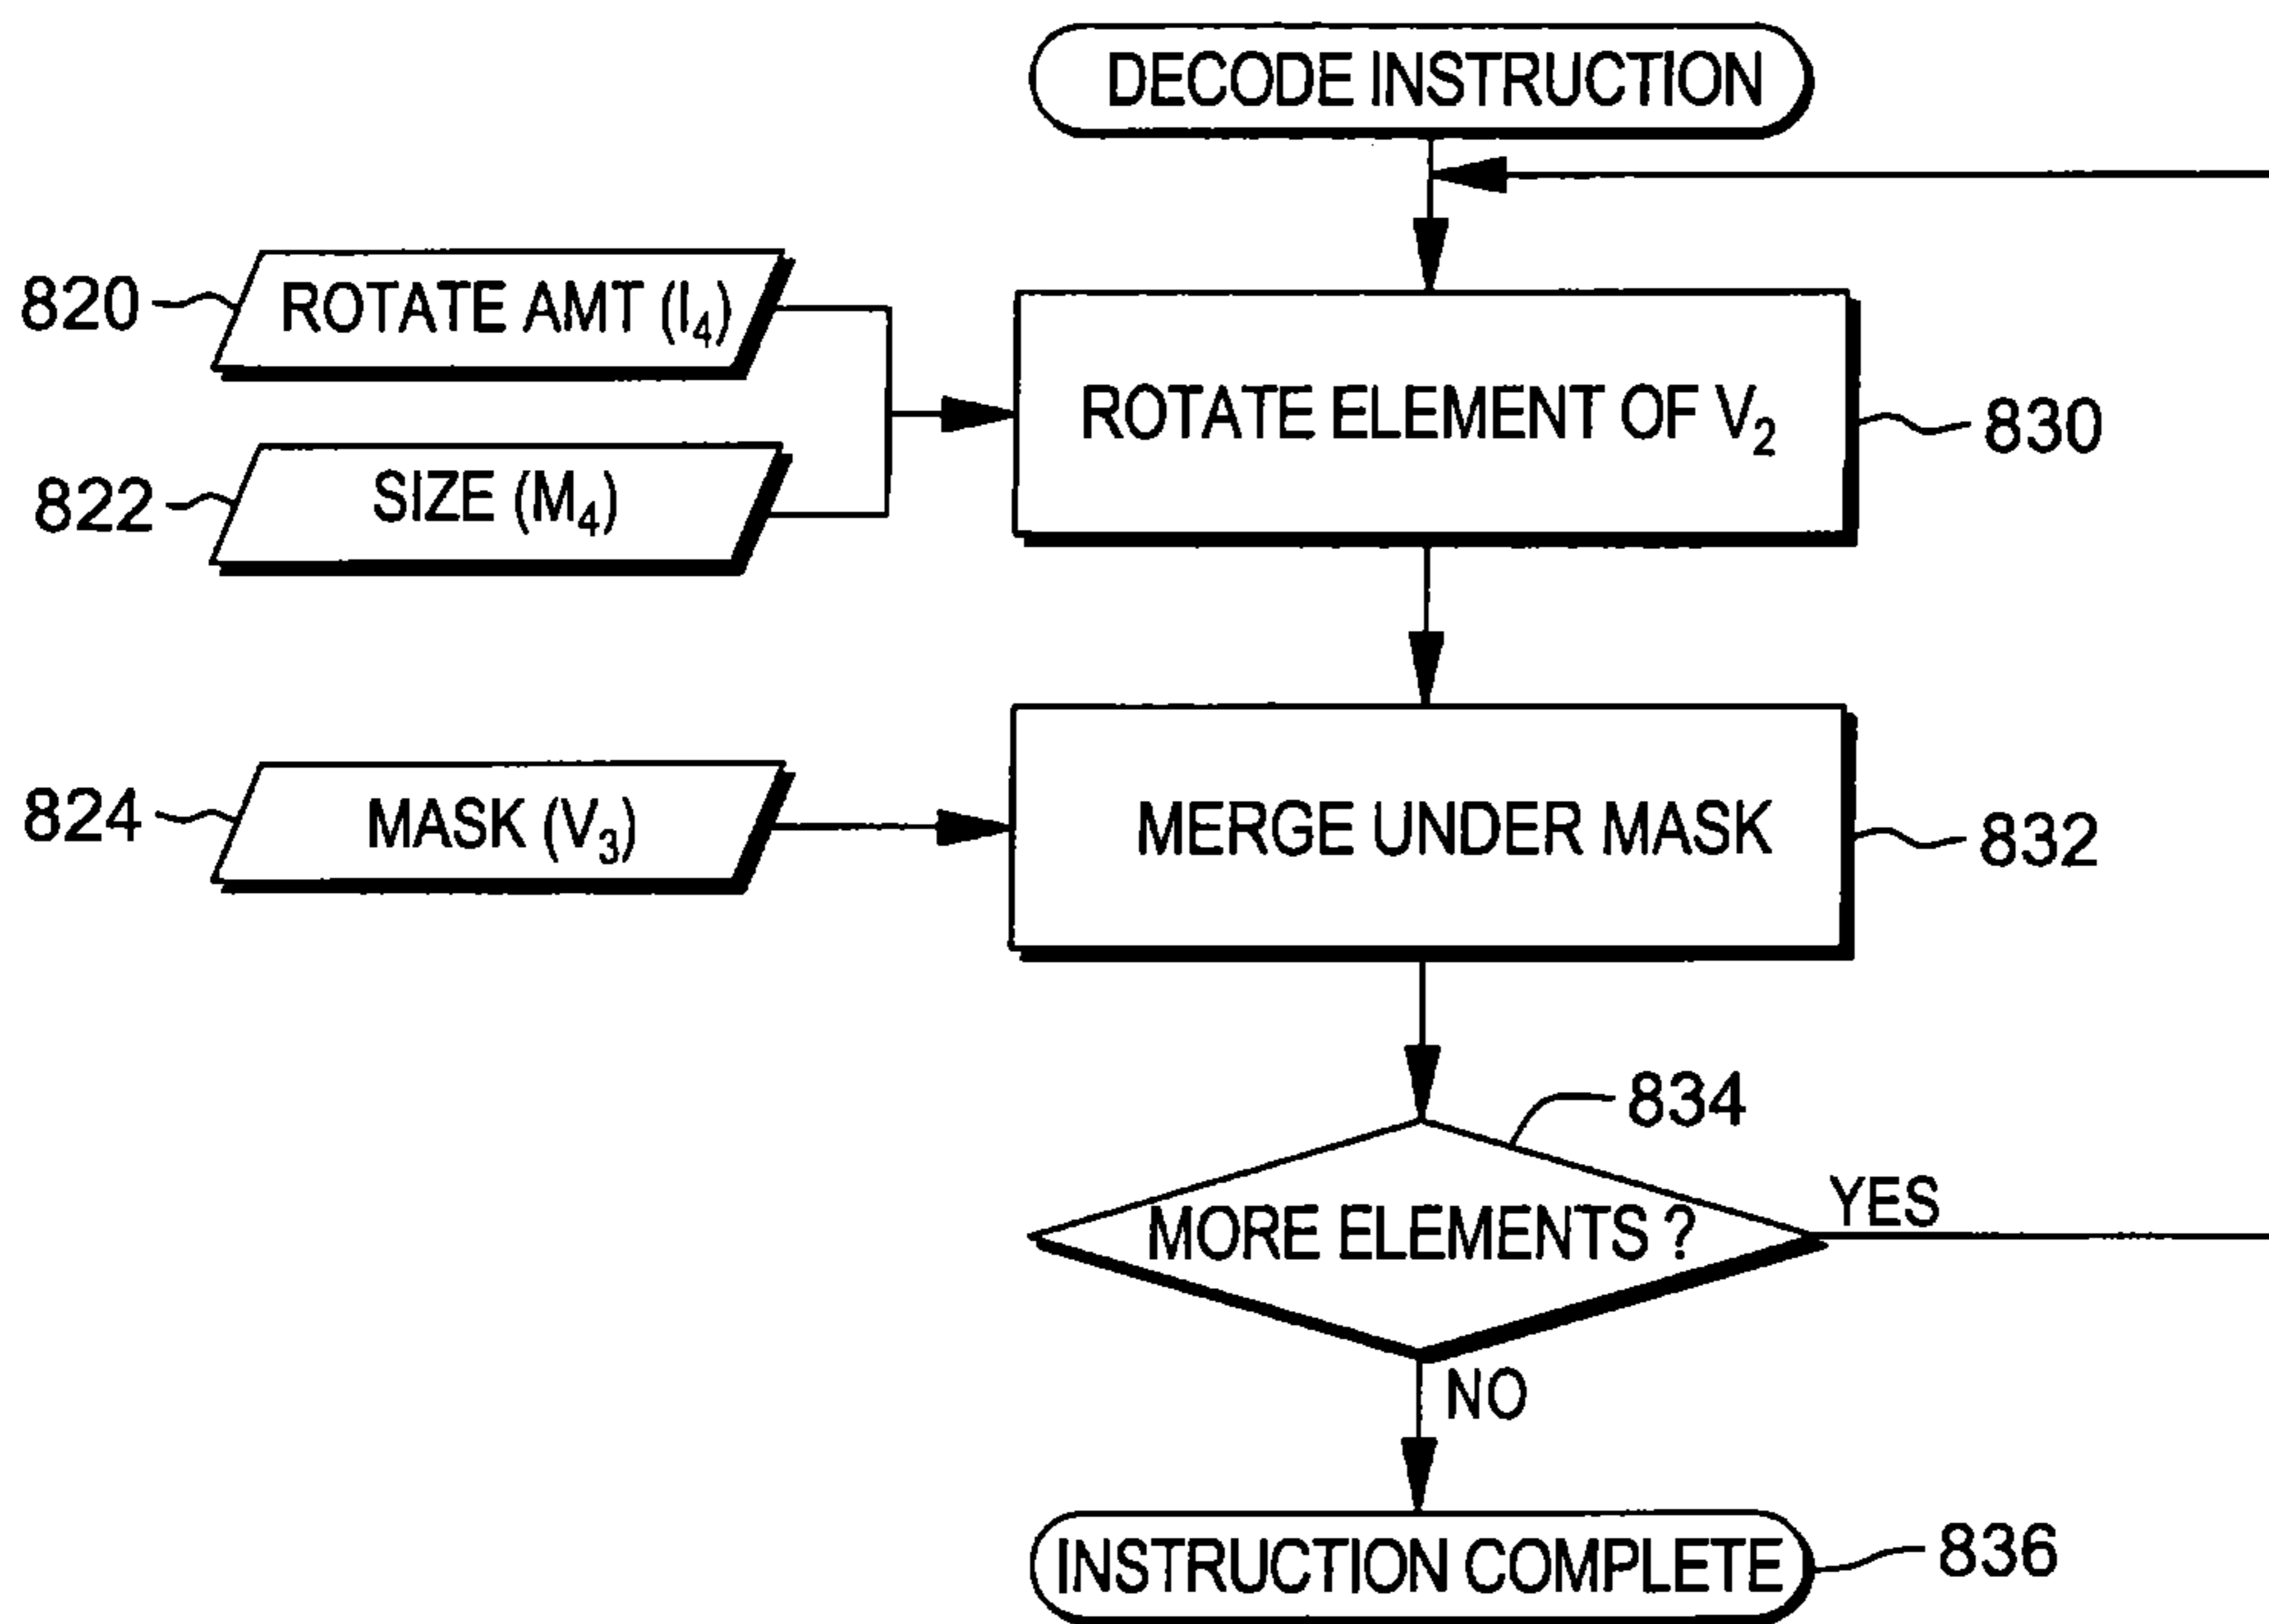 DECODE INSTRUCTION
820
ROTATE AMT (I₄)
822
SIZE (M₄)
ROTATE ELEMENT OF V₂
830
824
MASK (V₃)
MERGE UNDER MASK
832
834
MORE ELEMENTS ?
YES
NO
INSTRUCTION COMPLETE
836